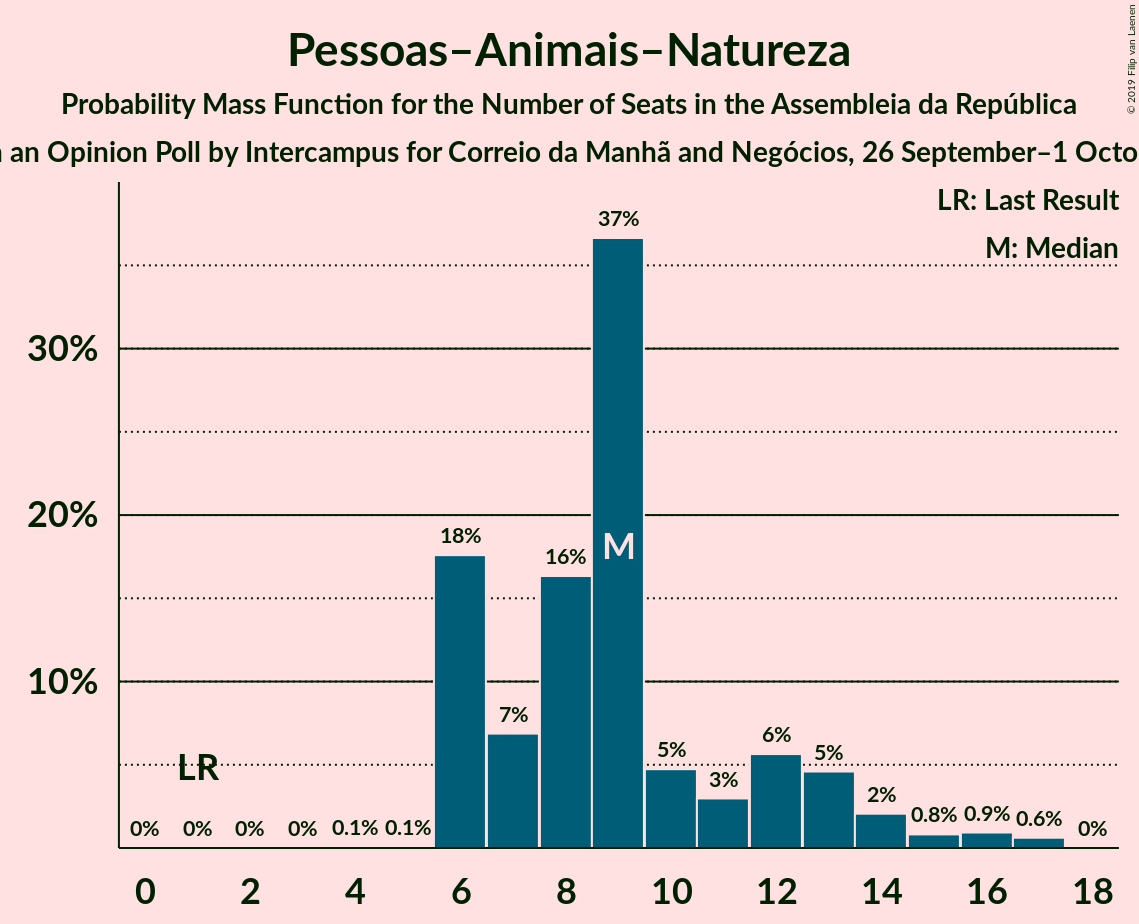 © 2019 Filip van Laenen
Pessoas–Animais–Natureza
Probability Mass Function for the Number of Seats in the Assembleia da República
an Opinion Poll by Intercampus for Correio da Manhã and Negócios, 26 September–1 Octo
LR: Last Result
M: Median
37%
30%
20%
18%
16%
M
10%
7%
6%
5%
5%
3%
2%
LR
0% 0% 0% 0% 0.1% 0.1% 0.8% 0.9% 0.6% 0%
0 2 4 6 8 10 12 14 16 18